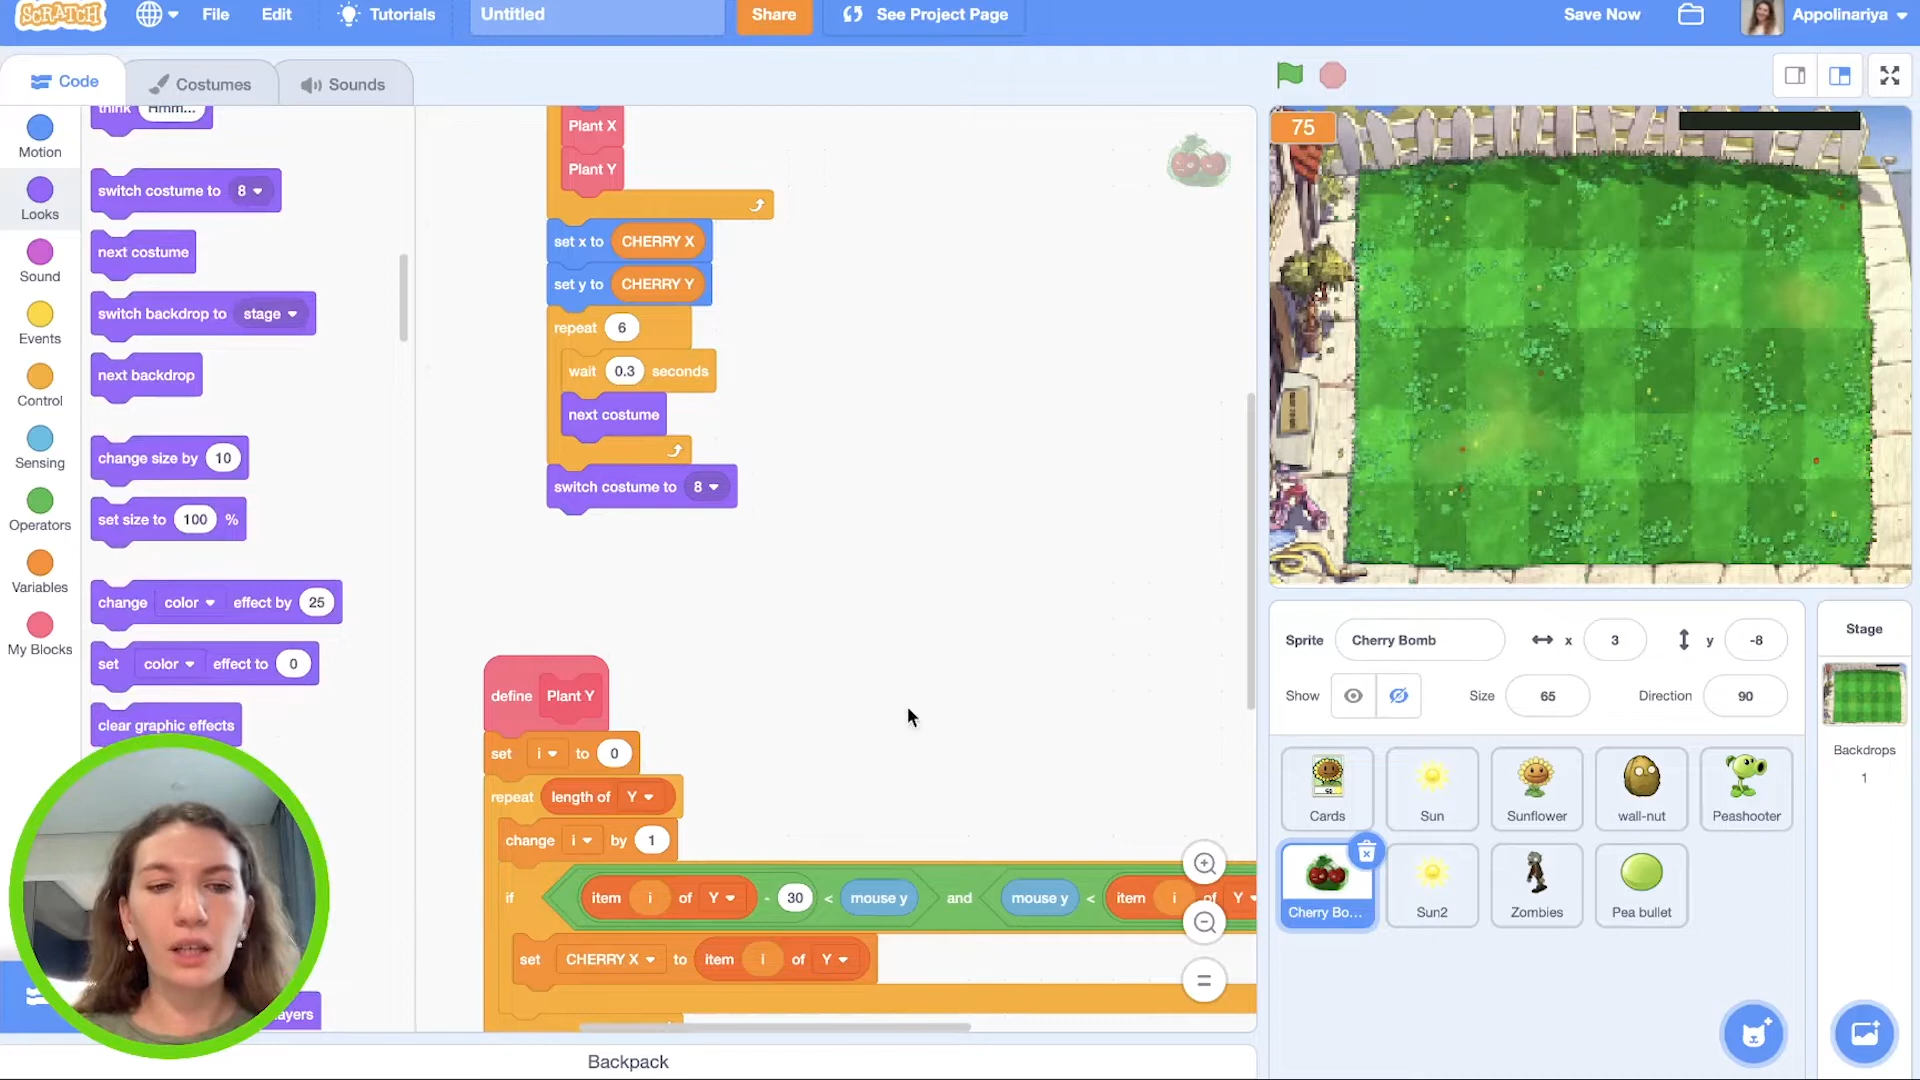 SCRATCH File Edit Tutorials Untitled Share See Project Page Save Now Appolinariya
Code Costumes Sounds
Motion
Looks
Sound
Events
Control
Sensing
Operators
Variables
My Blocks
think Hmm...
switch costume to 8
next costume
switch backdrop to stage
next backdrop
change size by 10
set size to 100 %
change color effect by 25
set color effect to 0
clear graphic effects
ayers
Plant X
Plant Y
set x to CHERRY X
set y to CHERRY Y
repeat 6
wait 0.3 seconds
next costume
switch costume to 8
define Plant Y
set i to 0
repeat length of Y
change i by 1
if item i of Y - 30 < mouse y and mouse y < item i of Y
set CHERRY X to item i of Y
Backpack
75
Sprite Cherry Bomb x 3 y -8
Show Size 65 Direction 90
Cards Sun Sunflower wall-nut Peashooter
Cherry Bo... Sun2 Zombies Pea bullet
Stage
Backdrops
1